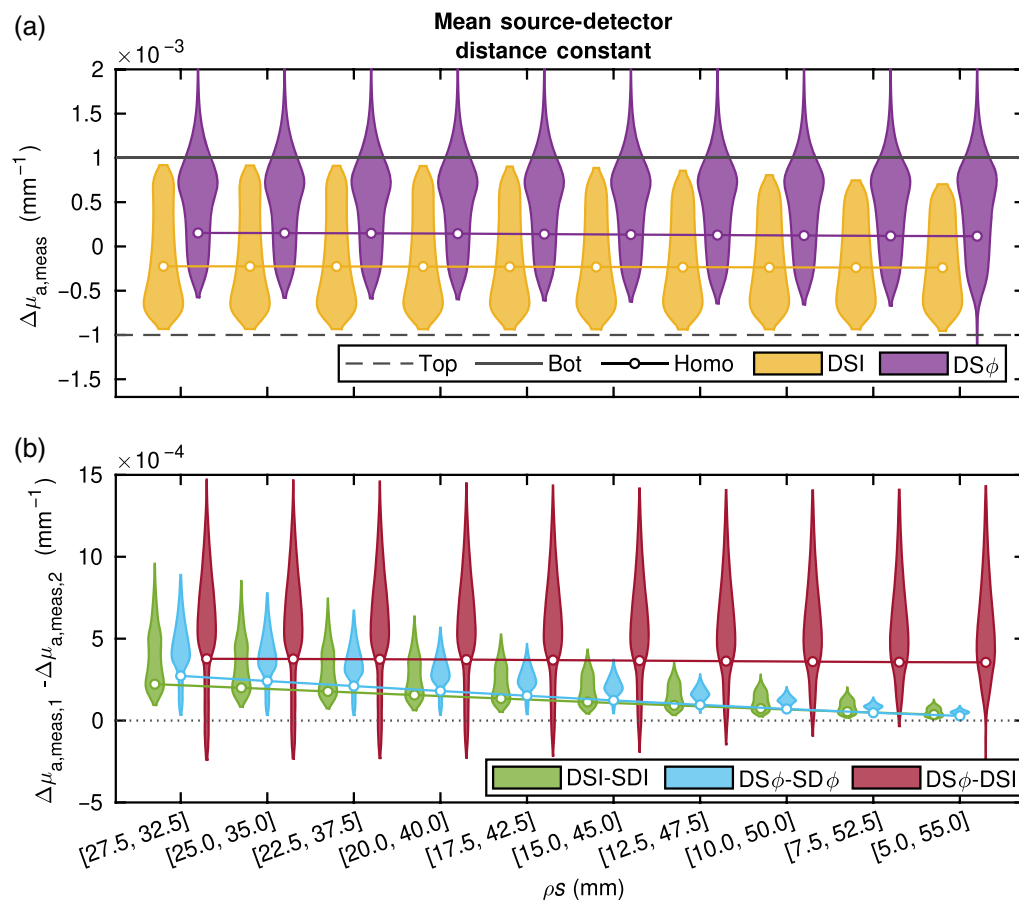 (a)
Mean source-detector
distance constant
× 10⁻³
2
1.5
1
0.5
0
−0.5
−1
−1.5
Δμa,meas (mm⁻¹)
Top Bot Homo DSI DSϕ
(b)
× 10⁻⁴
15
10
5
0
−5
Δμa,meas,1 -Δμa,meas,2 (mm⁻¹)
DSI-SDI DSϕ-SDϕ DSϕ-DSI
[27.5, 32.5]
[25.0, 35.0]
[22.5, 37.5]
[20.0, 40.0]
[17.5, 42.5]
[15.0, 45.0]
[12.5, 47.5]
[10.0, 50.0]
[7.5, 52.5]
[5.0, 55.0]
ρs (mm)